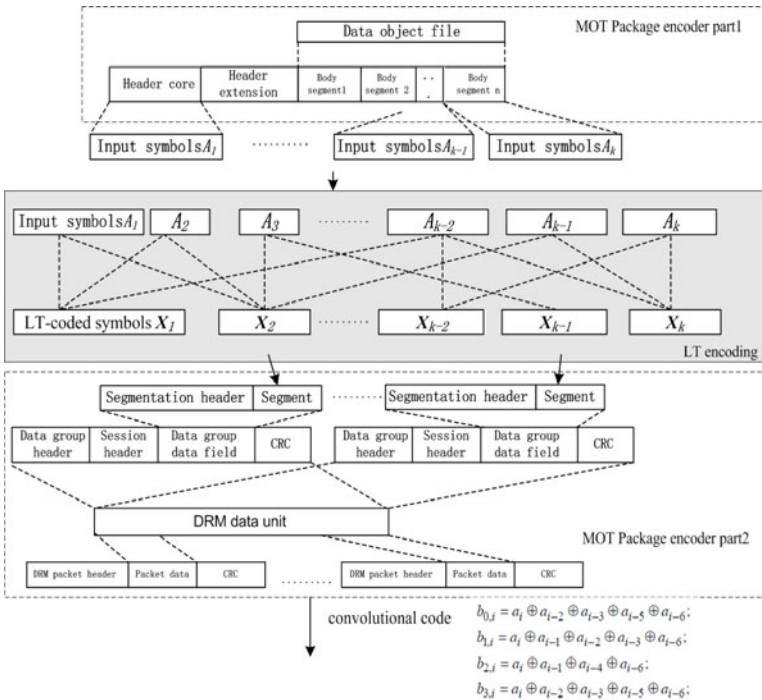 MOT Package encoder part1
Data object file
Header core Header extension Body segment1 Body segment 2 ... Body segment n
Input symbolsA1 ......... Input symbolsAk-1 Input symbolsAk
Input symbolsA1 A2 A3 ......... Ak-2 Ak-1 Ak
LT-coded symbols X1 X2 ......... Xk-2 Xk-1 Xk
LT encoding
Segmentation header Segment ......... Segmentation header Segment
Data group header Session header Data group data field CRC Data group header Session header Data group data field CRC
DRM data unit
MOT Package encoder part2
DRM packet header Packet data CRC ......... DRM packet header Packet data CRC
convolutional code
b0,i = ai ⊕ ai-2 ⊕ ai-3 ⊕ ai-5 ⊕ ai-6;
b1,i = ai ⊕ ai-1 ⊕ ai-2 ⊕ ai-3 ⊕ ai-6;
b2,i = ai ⊕ ai-1 ⊕ ai-4 ⊕ ai-6;
b3,i = ai ⊕ ai-2 ⊕ ai-3 ⊕ ai-5 ⊕ ai-6;